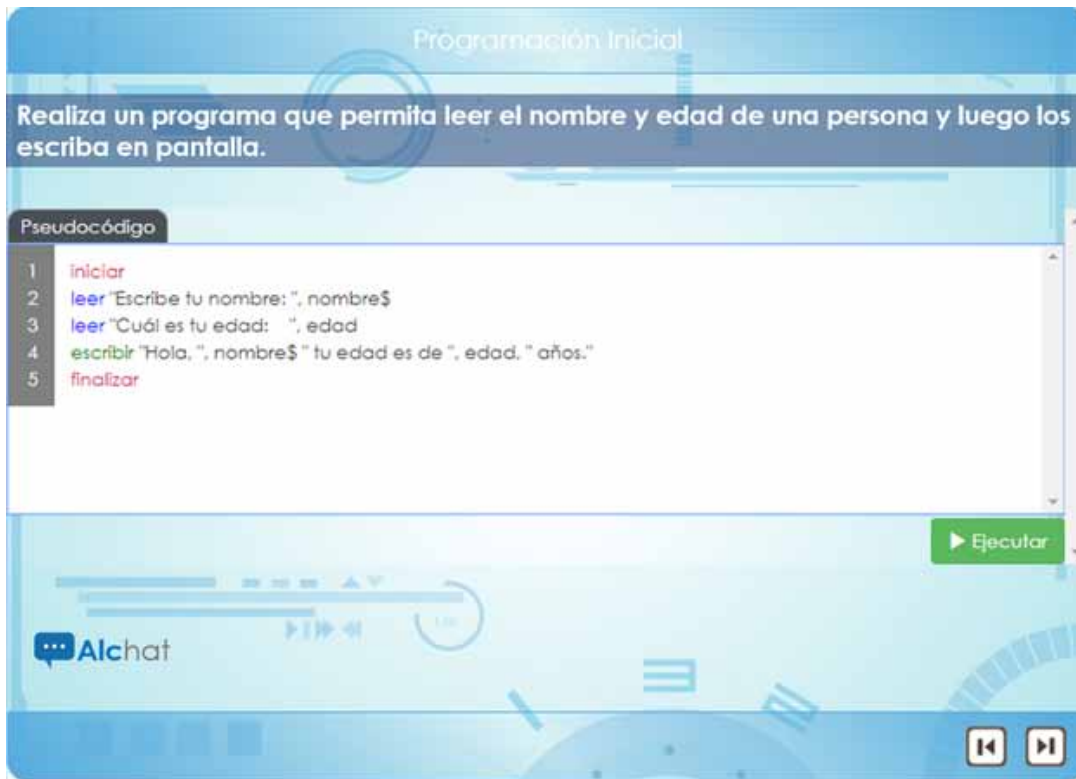 Programación Inicial
Realiza un programa que permita leer el nombre y edad de una persona y luego los
escriba en pantalla.
Pseudocódigo
1 iniciar
2 leer "Escribe tu nombre: ", nombre$
3 leer "Cuál es tu edad:   ", edad
4 escribir "Hola, ", nombre$ " tu edad es de ", edad, " años."
5 finalizar
Ejecutar
Alchat